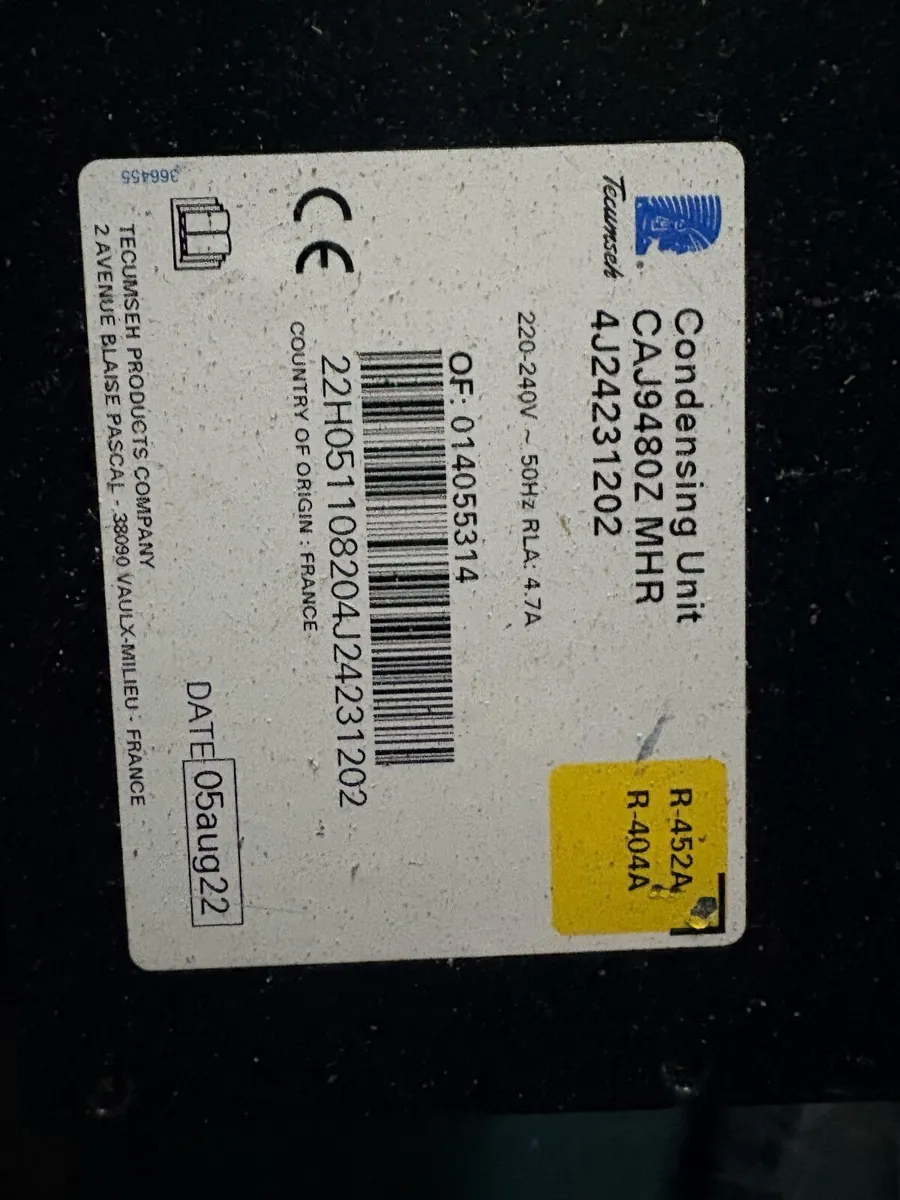 Tecumseh
Condensing Unit
CAJ9480Z MHR
4J24231202
R-452A
R-404A
220-240V ~ 50Hz RLA: 4.7A
OF: 01405314
22H051108204J24231202
COUNTRY OF ORIGIN : FRANCE
CE
DATE 05aug22
TECUMSEH PRODUCTS COMPANY
2 AVENUE BLAISE PASCAL - 38090 VAULX-MILIEU - FRANCE
366455